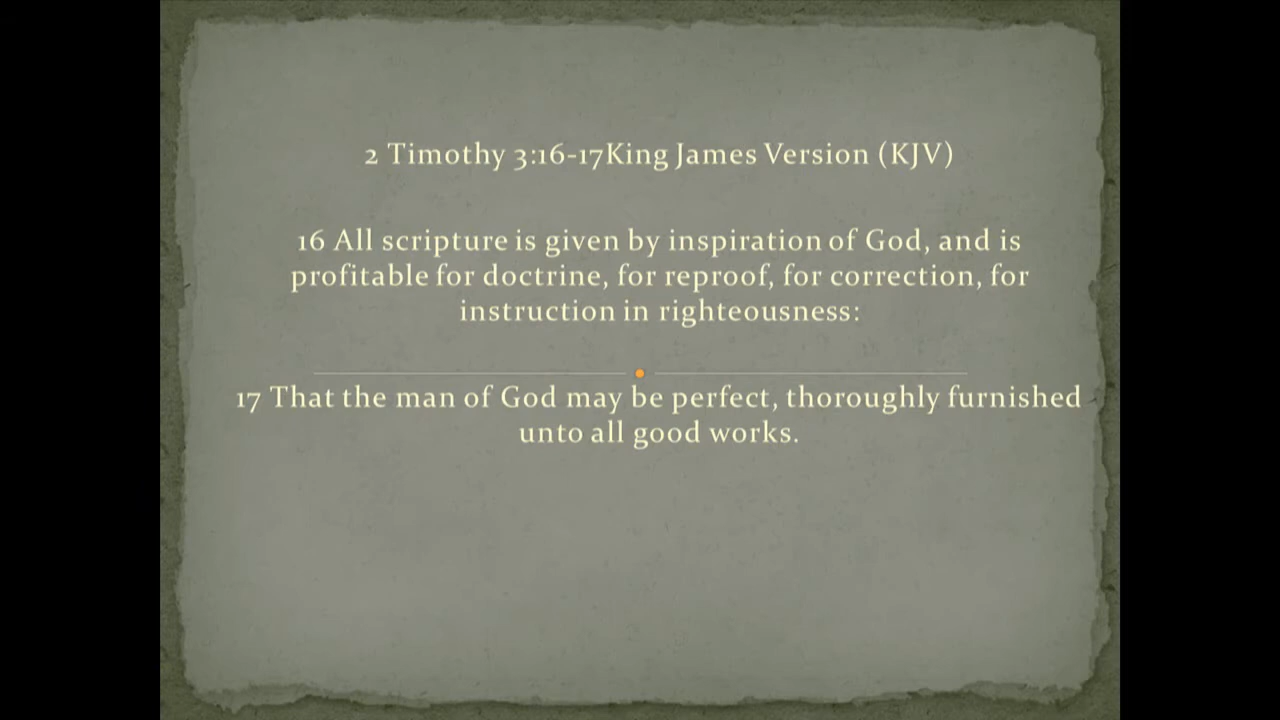 2 Timothy 3:16-17King James Version (KJV)
16 All scripture is given by inspiration of God, and is
profitable for doctrine, for reproof, for correction, for
instruction in righteousness:
17 That the man of God may be perfect, thoroughly furnished
unto all good works.